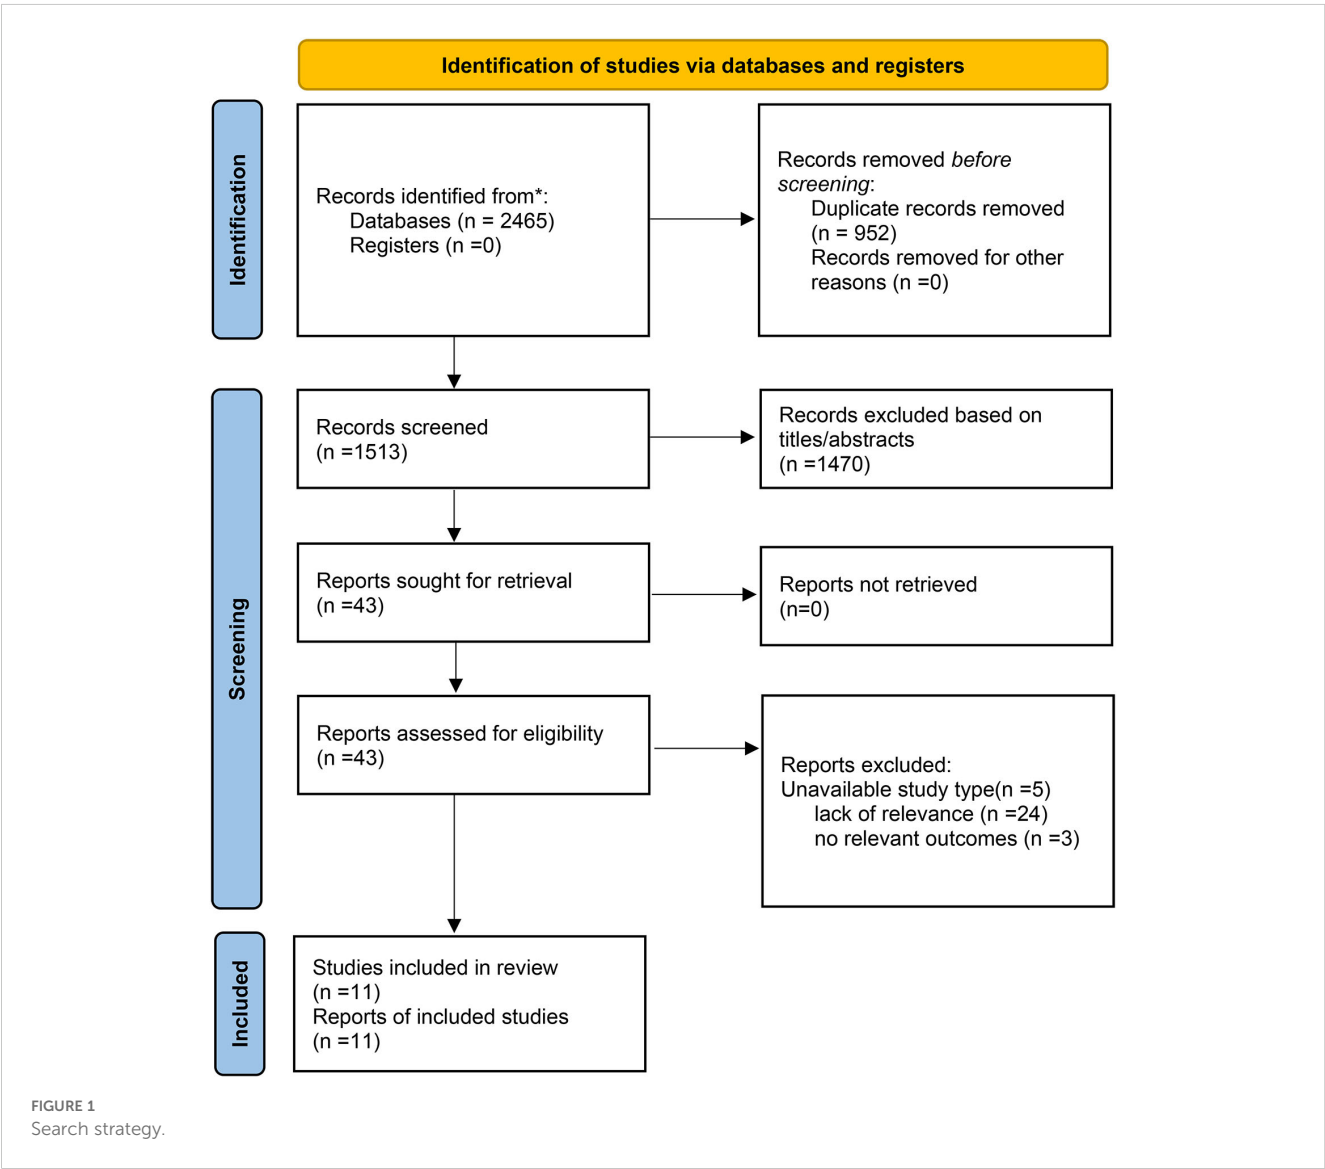 Identification of studies via databases and registers
Identification
Records identified from*:
Databases (n = 2465)
Registers (n =0)
Records removed before
screening:
Duplicate records removed
(n = 952)
Records removed for other
reasons (n =0)
Screening
Records screened
(n =1513)
Records excluded based on
titles/abstracts
(n =1470)
Reports sought for retrieval
(n =43)
Reports not retrieved
(n=0)
Reports assessed for eligibility
(n =43)
Reports excluded:
Unavailable study type(n =5)
lack of relevance (n =24)
no relevant outcomes (n =3)
Included
Studies included in review
(n =11)
Reports of included studies
(n =11)
FIGURE 1
Search strategy.